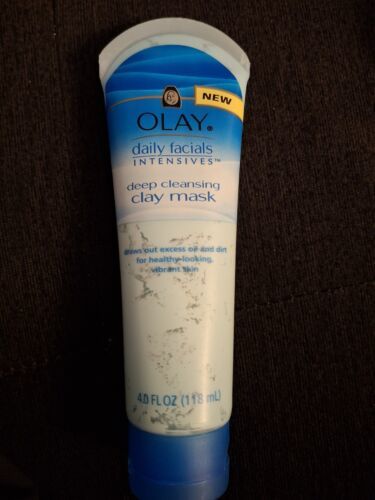 NEW
OLAY®
daily facials
INTENSIVES™
deep cleansing
clay mask
draws out excess oil and dirt
for healthy-looking,
vibrant skin
4.0 FL OZ (118 mL)